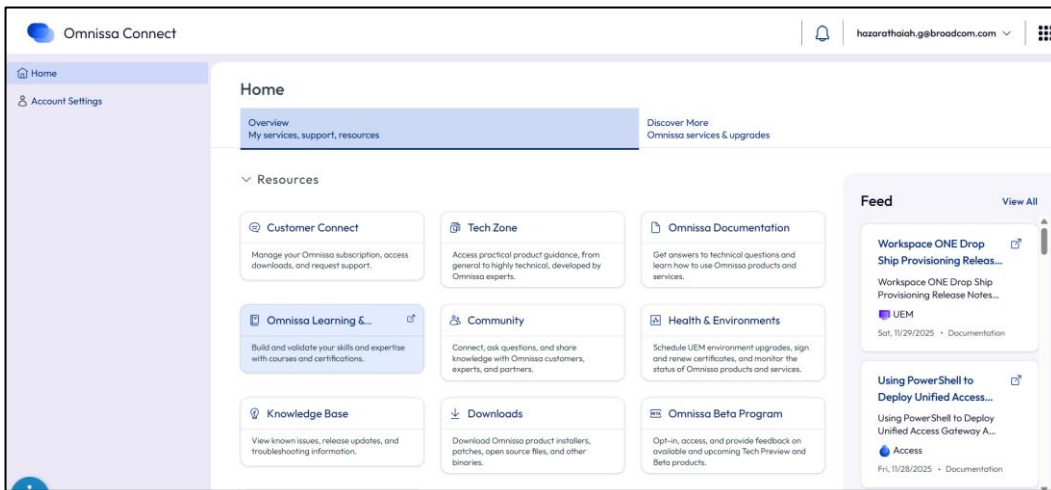 Omnissa Connect
hazarathaiah.g@broadcom.com
Home
Account Settings
Home
Overview
My services, support, resources
Discover More
Omnissa services & upgrades
Resources
Customer Connect
Manage your Omnissa subscription, access
downloads, and request support.
Tech Zone
Access practical product guidance, from
general to highly technical, developed by
Omnissa experts.
Omnissa Documentation
Get answers to technical questions and
learn how to use Omnissa products and
services.
Omnissa Learning &...
Build and validate your skills and expertise
with courses and certifications.
Community
Connect, ask questions, and share
knowledge with Omnissa customers,
experts, and partners.
Health & Environments
Schedule UEM environment upgrades, sign
and renew certificates, and monitor the
status of Omnissa products and services.
Knowledge Base
View known issues, release updates, and
troubleshooting information.
Downloads
Download Omnissa product installers,
patches, open source files, and other
binaries.
BETA
Omnissa Beta Program
Opt-in, access, and provide feedback on
available and upcoming Tech Preview and
Beta products.
Feed
View All
Workspace ONE Drop
Ship Provisioning Releas...
Workspace ONE Drop Ship
Provisioning Release Notes...
UEM
Sat, 11/29/2025 • Documentation
Using PowerShell to
Deploy Unified Access...
Using PowerShell to Deploy
Unified Access Gateway A...
Access
Fri, 11/28/2025 • Documentation